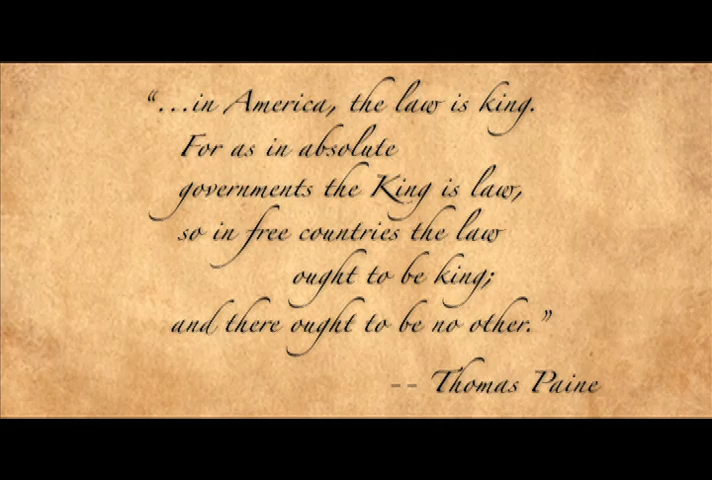 “...in America, the law is king.
For as in absolute
governments the King is law,
so in free countries the law
ought to be king;
and there ought to be no other.”
-- Thomas Paine